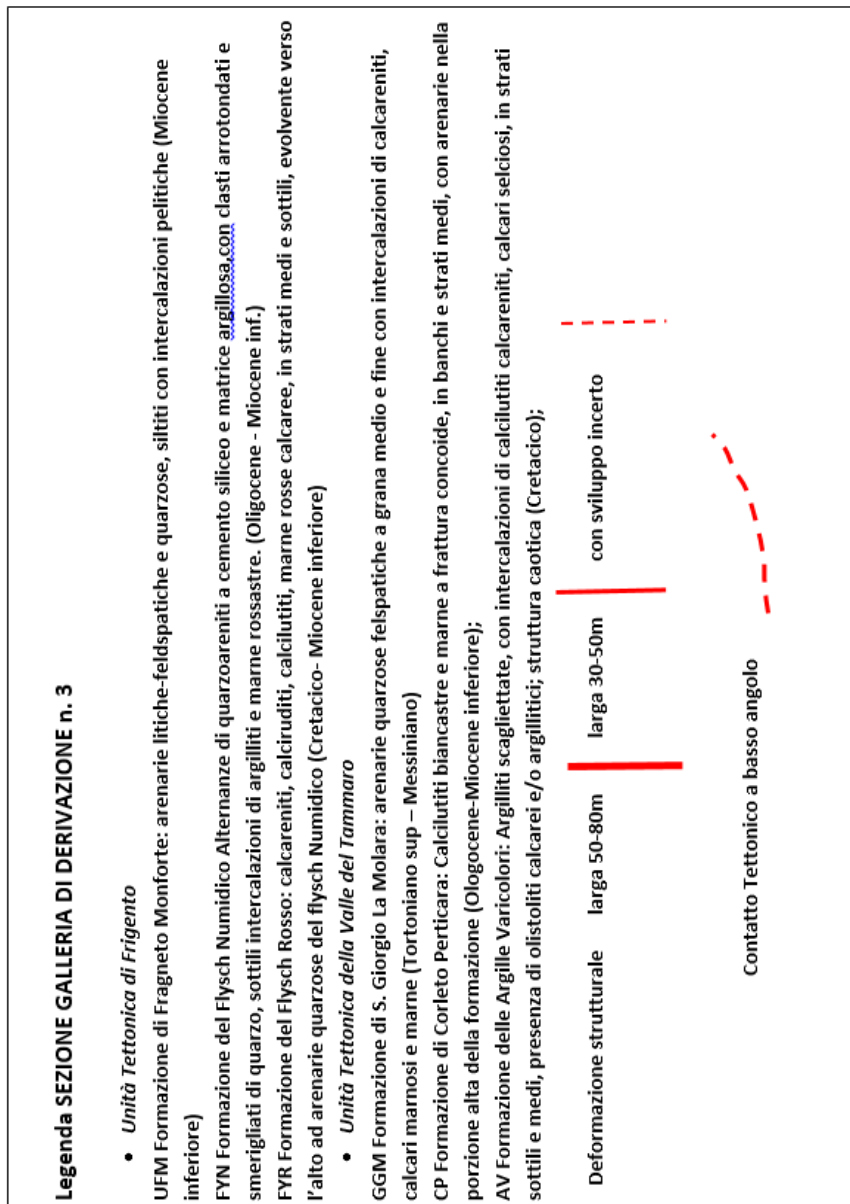 Legenda SEZIONE GALLERIA DI DERIVAZIONE n. 3
• Unità Tettonica di Frigento
UFM Formazione di Fragneto Monforte: arenarie litiche-feldspatiche e quarzose, siltiti con intercalazioni pelitiche (Miocene
inferiore)
FYN Formazione del Flysch Numidico Alternanze di quarzoareniti a cemento siliceo e matrice argillosa,con clasti arrotondati e
smerigliati di quarzo, sottili intercalazioni di argilliti e marne rossastre. (Oligocene - Miocene inf.)
FYR Formazione del Flysch Rosso: calcareniti, calciruditi, calcilutiti, marne rosse calcaree, in strati medi e sottili, evolvente verso
l'alto ad arenarie quarzose del flysch Numidico (Cretacico- Miocene inferiore)
• Unità Tettonica della Valle del Tammaro
GGM Formazione di S. Giorgio La Molara: arenarie quarzose felspatiche a grana medio e fine con intercalazioni di calcareniti,
calcari marnosi e marne (Tortoniano sup – Messiniano)
CP Formazione di Corleto Perticara: Calcilutiti biancastre e marne a frattura concoide, in banchi e strati medi, con arenarie nella
porzione alta della formazione (Ologocene-Miocene inferiore);
AV Formazione delle Argille Varicolori: Argilliti scagliettate, con intercalazioni di calcilutiti calcareniti, calcari selciosi, in strati
sottili e medi, presenza di olistoliti calcarei e/o argillitici; struttura caotica (Cretacico);
Deformazione strutturale larga 50-80m larga 30-50m con sviluppo incerto
Contatto Tettonico a basso angolo